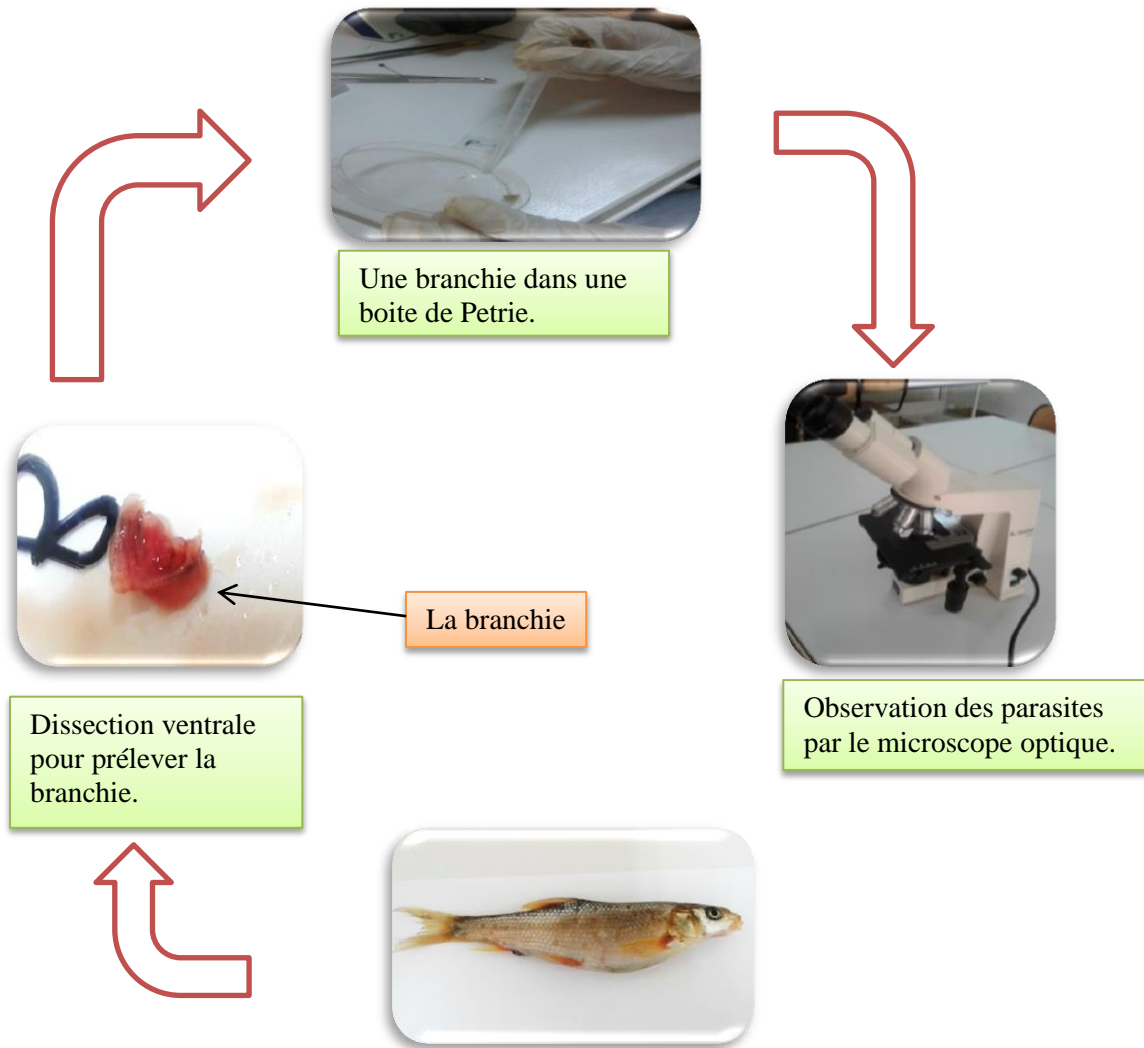 Une branchie dans une
boite de Petrie.
La branchie
Dissection ventrale
pour prélever la
branchie.
Observation des parasites
par le microscope optique.